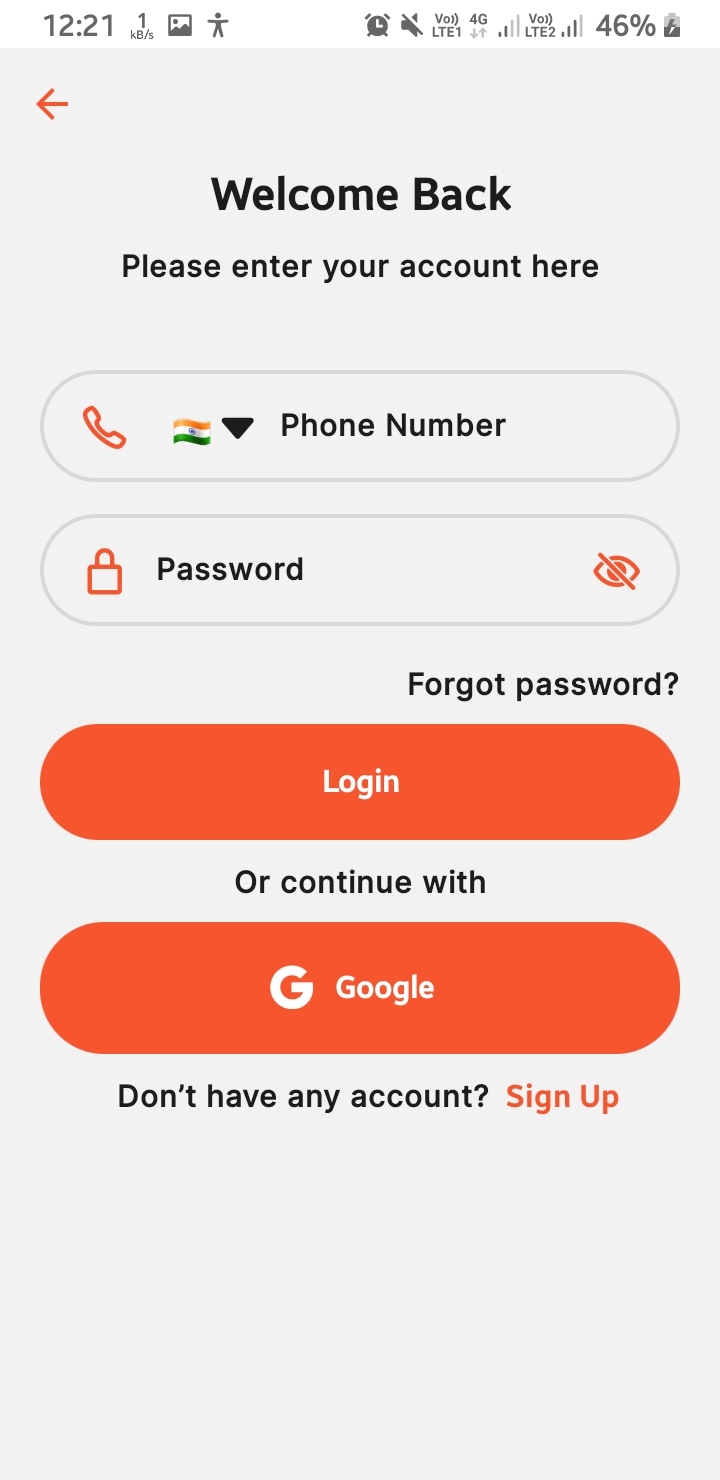 12:21 1 kB/s Vo)) LTE1 4G Vo)) LTE2 46%
Welcome Back
Please enter your account here
Phone Number
Password
Forgot password?
Login
Or continue with
G Google
Don’t have any account? Sign Up